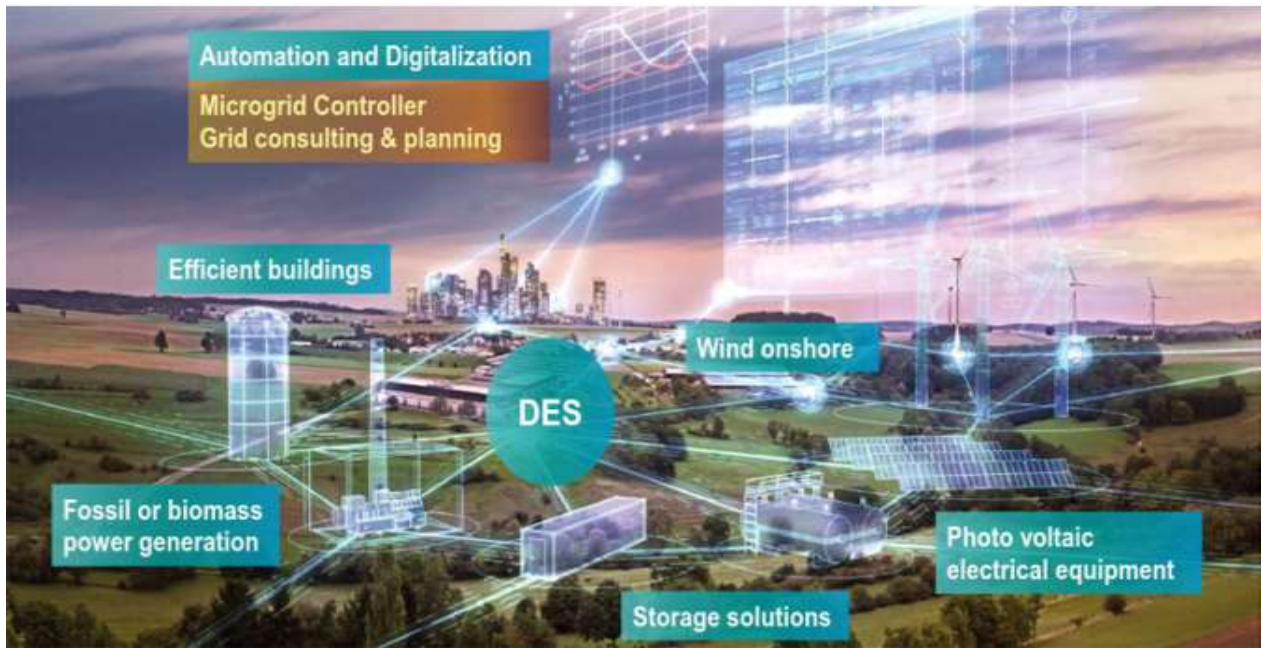 Automation and Digitalization
Microgrid Controller
Grid consulting & planning
Efficient buildings
Wind onshore
DES
Fossil or biomass
power generation
Photo voltaic
electrical equipment
Storage solutions